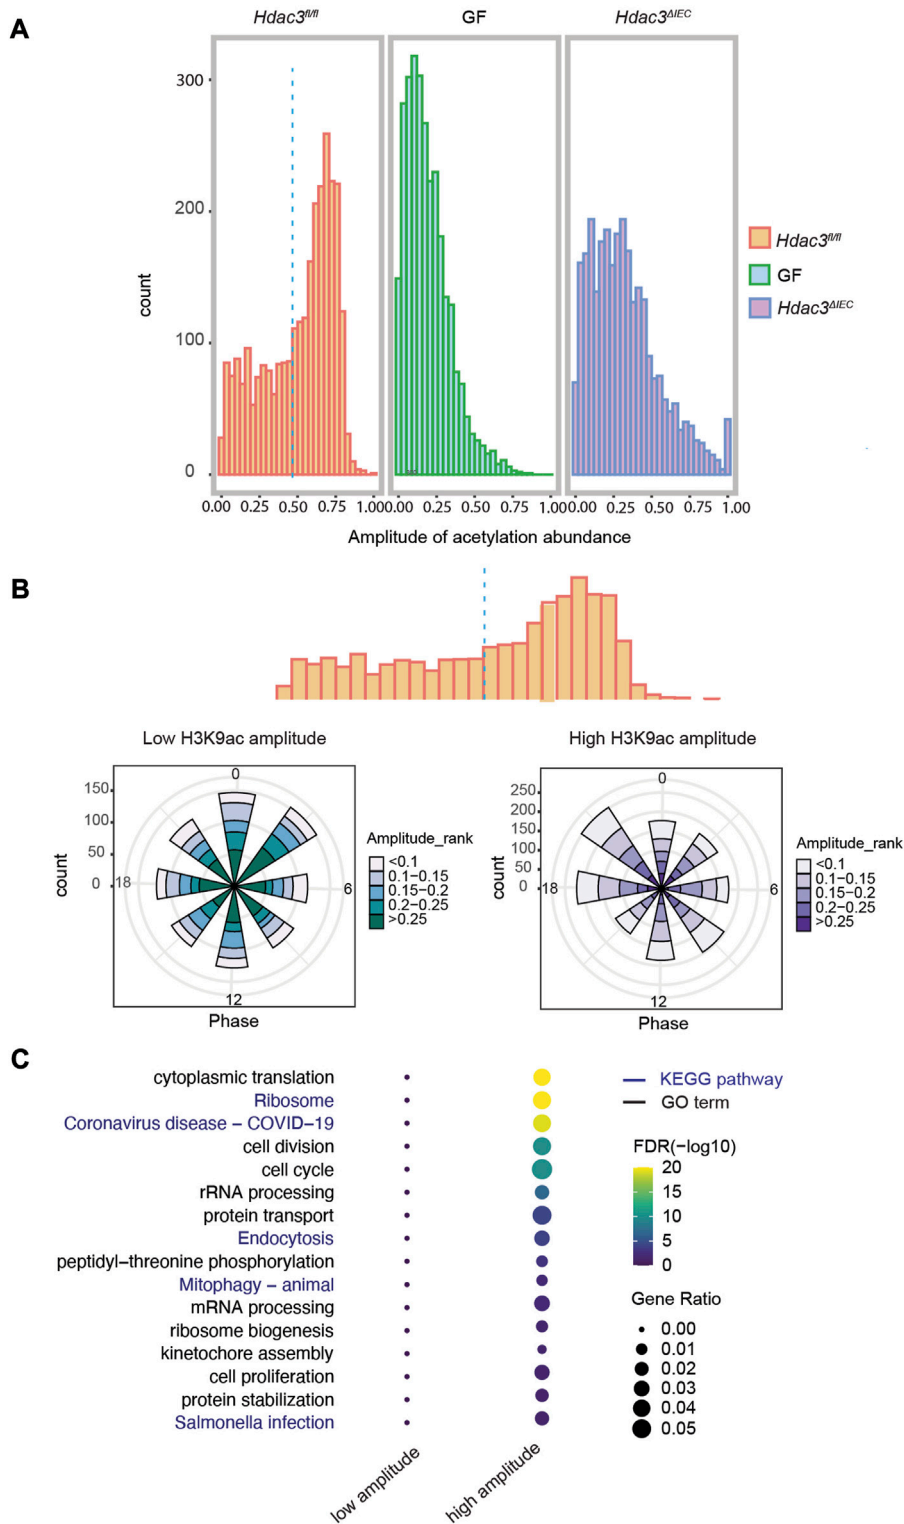 A
Hdac3fl/fl
GF
Hdac3ΔIEC
300
200
100
0
count
0.00 0.25 0.50 0.75 1.00
0.00 0.25 0.50 0.75 1.00
0.00 0.25 0.50 0.75 1.00
Amplitude of acetylation abundance
Hdac3fl/fl
GF
Hdac3ΔIEC
B
Low H3K9ac amplitude
150
100
50
0
count
0
6
12
18
Phase
Amplitude_rank
<0.1
0.1−0.15
0.15−0.2
0.2−0.25
>0.25
High H3K9ac amplitude
250
200
150
100
50
0
count
0
6
12
18
Phase
Amplitude_rank
<0.1
0.1−0.15
0.15−0.2
0.2−0.25
>0.25
C
cytoplasmic translation
Ribosome
Coronavirus disease − COVID−19
cell division
cell cycle
rRNA processing
protein transport
Endocytosis
peptidyl−threonine phosphorylation
Mitophagy − animal
mRNA processing
ribosome biogenesis
kinetochore assembly
cell proliferation
protein stabilization
Salmonella infection
low amplitude
high amplitude
KEGG pathway
GO term
FDR(−log10)
20
15
10
5
0
Gene Ratio
0.00
0.01
0.02
0.03
0.04
0.05